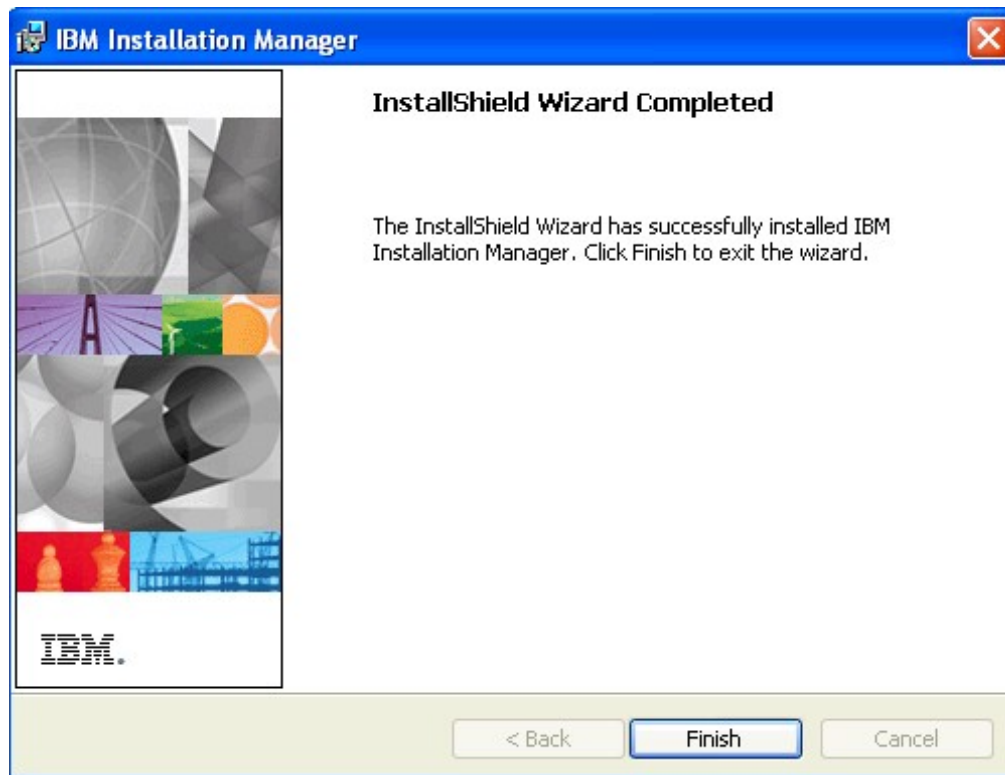 IBM Installation Manager
InstallShield Wizard Completed
The InstallShield Wizard has successfully installed IBM
Installation Manager. Click Finish to exit the wizard.
IBM.
< Back
Finish
Cancel